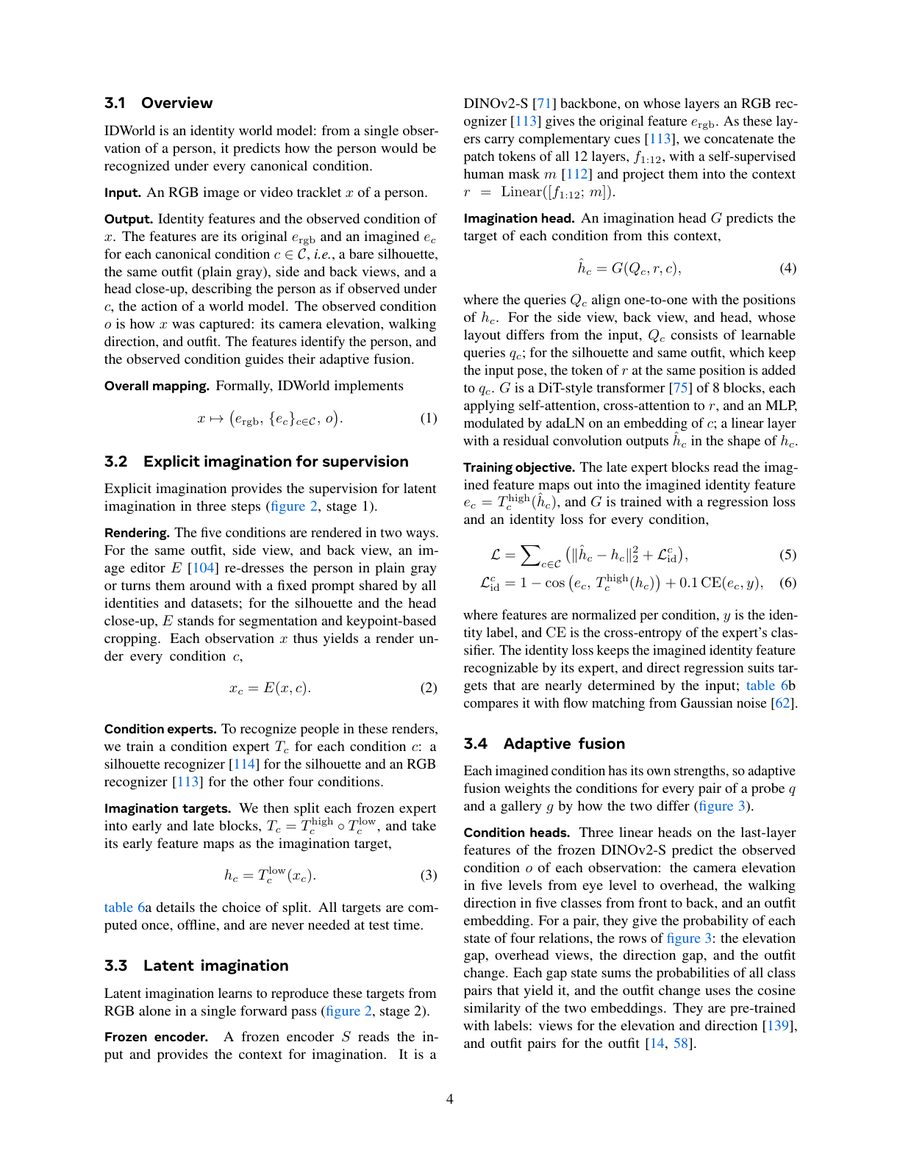 3.1 Overview
IDWorld is an identity world model: from a single obser-
vation of a person, it predicts how the person would be
recognized under every canonical condition.
Input. An RGB image or video tracklet x of a person.
Output. Identity features and the observed condition of
x. The features are its original e_rgb and an imagined e_c
for each canonical condition c ∈ C, i.e., a bare silhouette,
the same outfit (plain gray), side and back views, and a
head close-up, describing the person as if observed under
c, the action of a world model. The observed condition
o is how x was captured: its camera elevation, walking
direction, and outfit. The features identify the person, and
the observed condition guides their adaptive fusion.
Overall mapping. Formally, IDWorld implements
x ↦ (e_rgb, {e_c}_{c∈C}, o). (1)
3.2 Explicit imagination for supervision
Explicit imagination provides the supervision for latent
imagination in three steps (figure 2, stage 1).
Rendering. The five conditions are rendered in two ways.
For the same outfit, side view, and back view, an im-
age editor E [104] re-dresses the person in plain gray
or turns them around with a fixed prompt shared by all
identities and datasets; for the silhouette and the head
close-up, E stands for segmentation and keypoint-based
cropping. Each observation x thus yields a render un-
der every condition c,
x_c = E(x, c). (2)
Condition experts. To recognize people in these renders,
we train a condition expert T_c for each condition c: a
silhouette recognizer [114] for the silhouette and an RGB
recognizer [113] for the other four conditions.
Imagination targets. We then split each frozen expert
into early and late blocks, T_c = T_c^high ∘ T_c^low, and take
its early feature maps as the imagination target,
h_c = T_c^low(x_c). (3)
table 6a details the choice of split. All targets are com-
puted once, offline, and are never needed at test time.
3.3 Latent imagination
Latent imagination learns to reproduce these targets from
RGB alone in a single forward pass (figure 2, stage 2).
Frozen encoder. A frozen encoder S reads the in-
put and provides the context for imagination. It is a
DINOv2-S [71] backbone, on whose layers an RGB rec-
ognizer [113] gives the original feature e_rgb. As these lay-
ers carry complementary cues [113], we concatenate the
patch tokens of all 12 layers, f_{1:12}, with a self-supervised
human mask m [112] and project them into the context
r = Linear([f_{1:12}; m]).
Imagination head. An imagination head G predicts the
target of each condition from this context,
ĥ_c = G(Q_c, r, c), (4)
where the queries Q_c align one-to-one with the positions
of h_c. For the side view, back view, and head, whose
layout differs from the input, Q_c consists of learnable
queries q_c; for the silhouette and same outfit, which keep
the input pose, the token of r at the same position is added
to q_c. G is a DiT-style transformer [75] of 8 blocks, each
applying self-attention, cross-attention to r, and an MLP,
modulated by adaLN on an embedding of c; a linear layer
with a residual convolution outputs ĥ_c in the shape of h_c.
Training objective. The late expert blocks read the imag-
ined feature maps out into the imagined identity feature
e_c = T_c^high(ĥ_c), and G is trained with a regression loss
and an identity loss for every condition,
L = ∑_{c∈C} (‖ĥ_c − h_c‖_2^2 + L_id^c), (5)
L_id^c = 1 − cos(e_c, T_c^high(h_c)) + 0.1 CE(e_c, y), (6)
where features are normalized per condition, y is the iden-
tity label, and CE is the cross-entropy of the expert's clas-
sifier. The identity loss keeps the imagined identity feature
recognizable by its expert, and direct regression suits tar-
gets that are nearly determined by the input; table 6b
compares it with flow matching from Gaussian noise [62].
3.4 Adaptive fusion
Each imagined condition has its own strengths, so adaptive
fusion weights the conditions for every pair of a probe q
and a gallery g by how the two differ (figure 3).
Condition heads. Three linear heads on the last-layer
features of the frozen DINOv2-S predict the observed
condition o of each observation: the camera elevation
in five levels from eye level to overhead, the walking
direction in five classes from front to back, and an outfit
embedding. For a pair, they give the probability of each
state of four relations, the rows of figure 3: the elevation
gap, overhead views, the direction gap, and the outfit
change. Each gap state sums the probabilities of all class
pairs that yield it, and the outfit change uses the cosine
similarity of the two embeddings. They are pre-trained
with labels: views for the elevation and direction [139],
and outfit pairs for the outfit [14, 58].
4